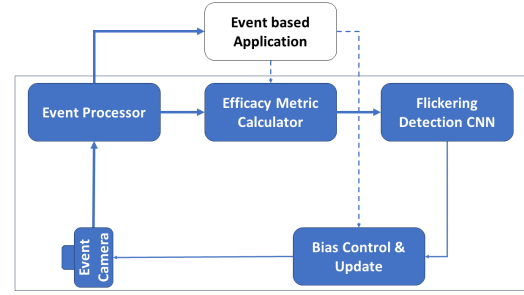 Event based
Application
Event Processor
Efficacy Metric
Calculator
Flickering
Detection CNN
Event
Camera
Bias Control &
Update